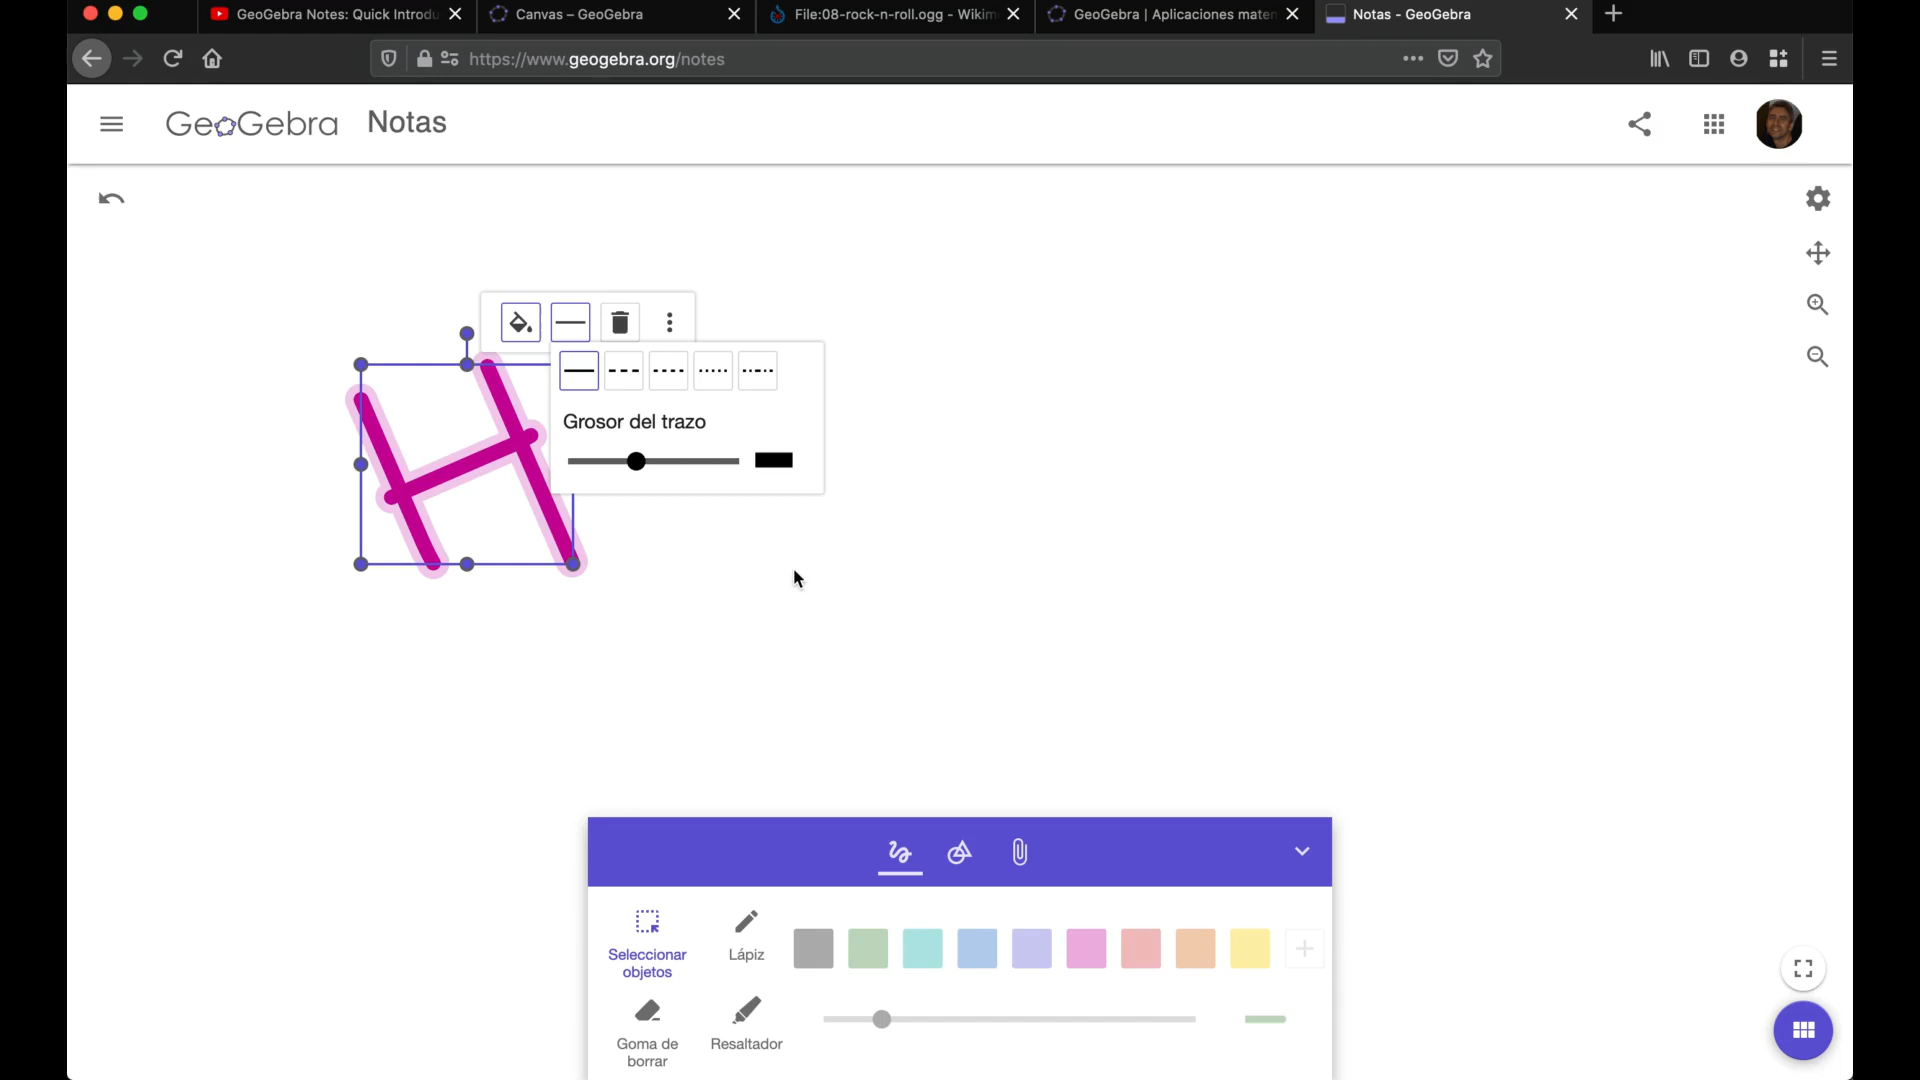 GeoGebra Notes: Quick Introdu
Canvas – GeoGebra
File:08-rock-n-roll.ogg - Wikim
GeoGebra | Aplicaciones maten
Notas - GeoGebra
https://www.geogebra.org/notes
GeoGebra Notas
Grosor del trazo
Seleccionar
objetos
Lápiz
Goma de
borrar
Resaltador